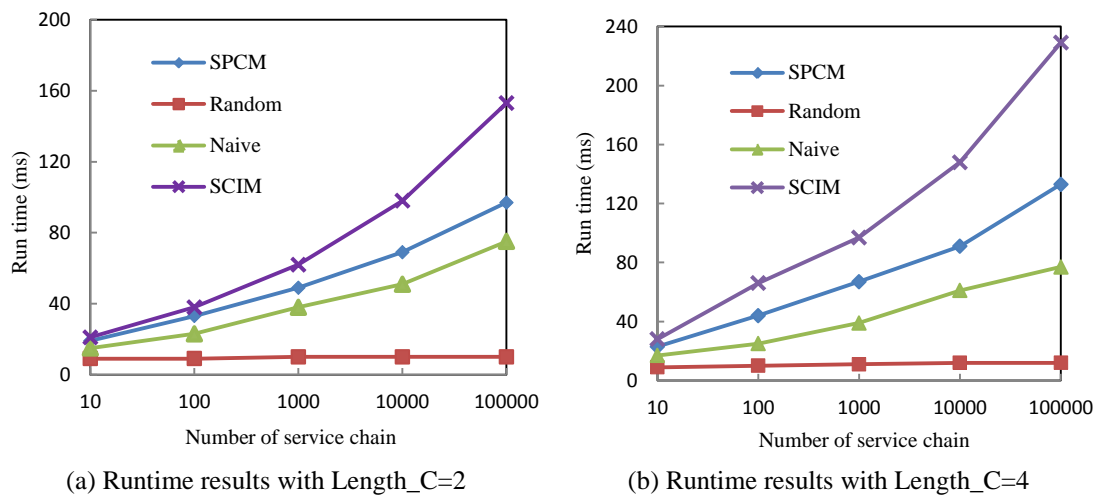 200
160
120
80
40
0
Run time (ms)
SPCM
Random
Naive
SCIM
10 100 1000 10000 100000
Number of service chain
(a) Runtime results with Length_C=2
240
200
160
120
80
40
0
Run time (ms)
SPCM
Random
Naive
SCIM
10 100 1000 10000 100000
Number of service chain
(b) Runtime results with Length_C=4